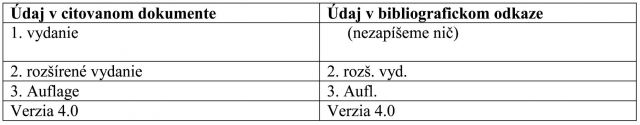 Údaj v citovanom dokumente Údaj v bibliografickom odkaze
1. vydanie (nezapíšeme nič)
2. rozšírené vydanie 2. rozš. vyd.
3. Auflage 3. Aufl.
Verzia 4.0 Verzia 4.0